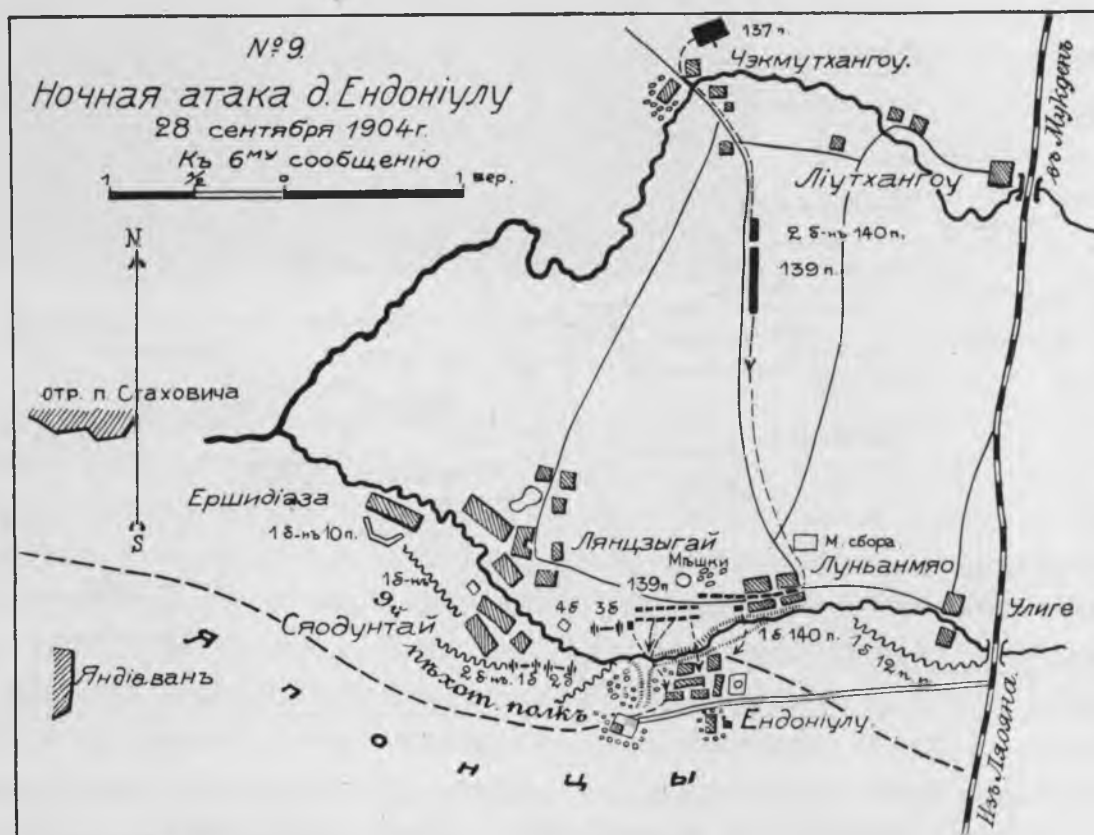 № 9.
Ночная атака д. Ендоніулу
28 сентября 1904 г.
Къ 6му сообщенію
1 ½ 0 1 вер.
N
S
137 п.
Чэкмутхангоу.
въ Мукденъ
Ліутхангоу
2 б-нъ 140 п.
139 п.
отр. п. Стаховича
Ершидіаза
1 б-нъ 10 п.
Лянцзыгай
М. сбора
Мѣшки
Луньанмяо
139 п.
1 б-нъ
9й
4 б 3 б
Улиге
Сяодунтай
1 б 140 п.
1 б 12 п. п.
Яндіаванъ
2 б-нъ. 1 б 2 б
пѣхот. полкъ
Ендоніулу.
Изъ Ляояна.
Я П О Н Ц Ы